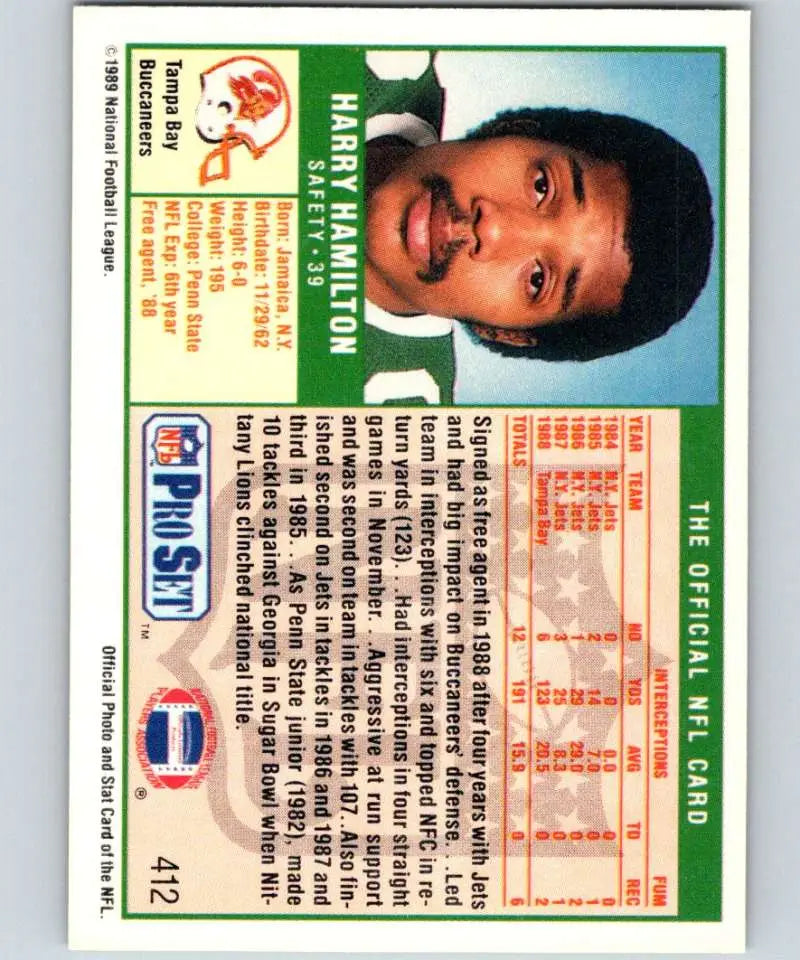 THE OFFICIAL NFL CARD
HARRY HAMILTON
SAFETY • 39
Tampa Bay
Buccaneers
Born: Jamaica, N.Y.
Birthdate: 11/29/62
Height: 6-0
Weight: 195
College: Penn State
NFL Exp: 6th year
Free agent, '88
INTERCEPTIONS FUM
YEAR TEAM NO YDS AVG TD REC
1984 N.Y. Jets 0 0 0.0 0 0
1985 N.Y. Jets 2 14 7.0 0 1
1986 N.Y. Jets 1 29 29.0 0 2
1987 N.Y. Jets 3 25 8.3 0 1
1988 Tampa Bay 6 123 20.5 0 2
TOTALS 12 191 15.9 0 6
Signed as free agent in 1988 after four years with Jets
and had big impact on Buccaneers' defense. . .Led
team in interceptions with six and topped NFC in re-
turn yards (123). . .Had interceptions in four straight
games in November. . .Aggressive at run support
and was second on team in tackles with 107. . .Also fin-
ished second on Jets in tackles in 1986 and 1987 and
third in 1985. . .As Penn State junior (1982), made
10 tackles against Georgia in Sugar Bowl when Nit-
tany Lions clinched national title.
NFL PRO SET ™
NATIONAL FOOTBALL LEAGUE
PLAYERS ASSOCIATION
®
412
©1989 National Football League.
Official Photo and Stat Card of the NFL.